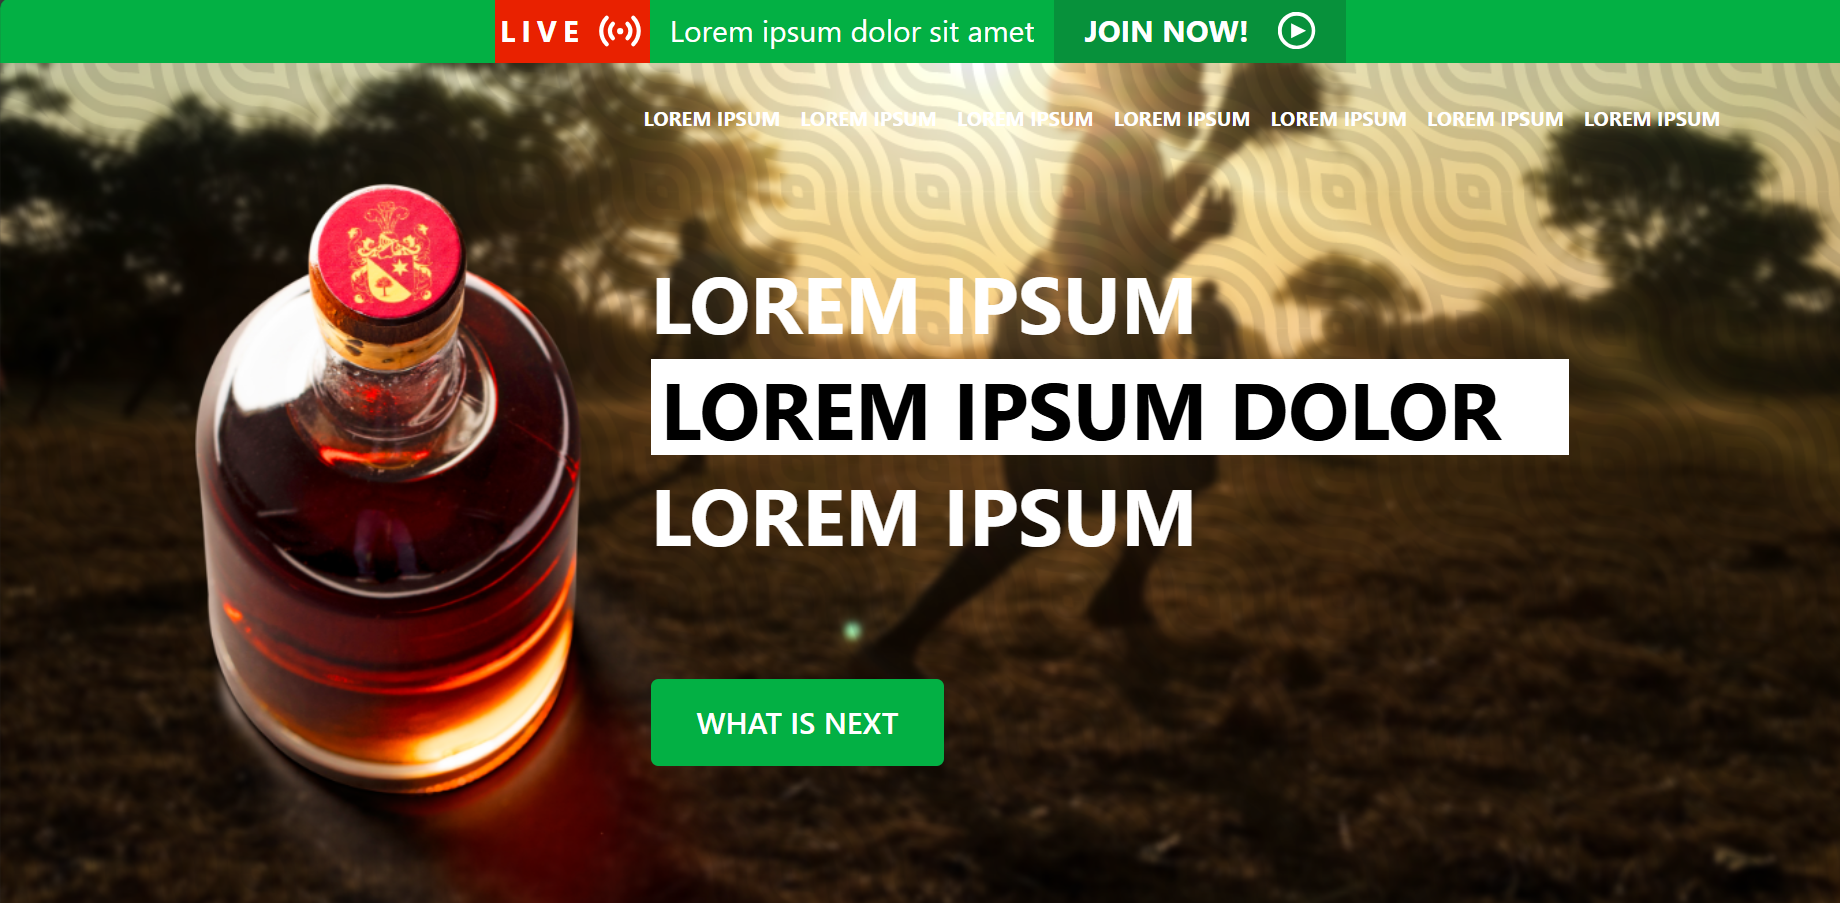 LIVE Lorem ipsum dolor sit amet JOIN NOW!
LOREM IPSUM LOREM IPSUM LOREM IPSUM LOREM IPSUM LOREM IPSUM LOREM IPSUM LOREM IPSUM
LOREM IPSUM
LOREM IPSUM DOLOR
LOREM IPSUM
WHAT IS NEXT